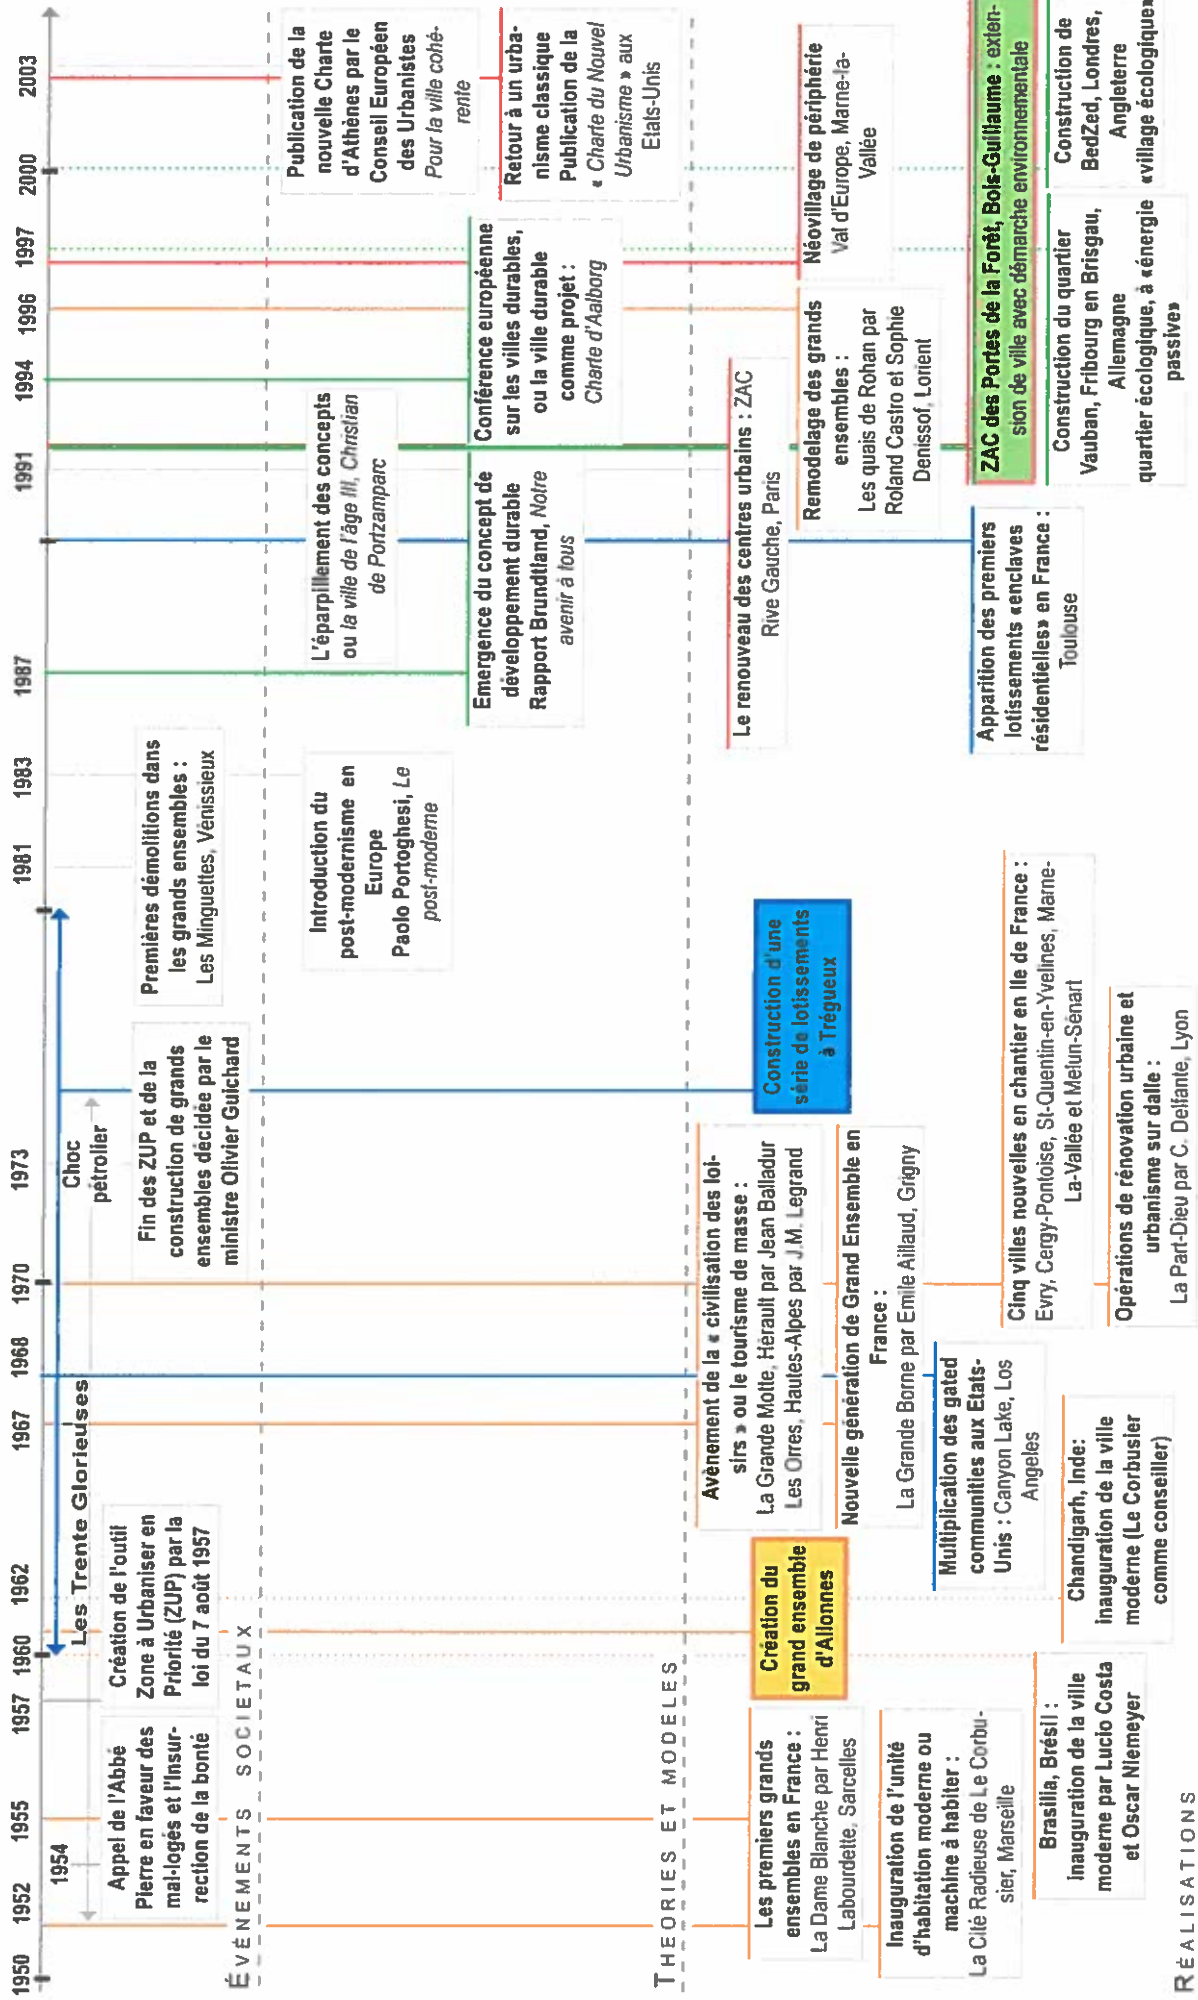 1950
1952
1954
1955
1957
1960
1962
1967
1968
1970
1973
1981
1983
1987
1991
1994
1996
1997
2000
2003
Les Trente Glorieuses
Choc
pétrolier
Appel de l'Abbé
Pierre en faveur des
mal-logés et l'Insur-
rection de la bonté
Création de l'outil
Zone à Urbaniser en
Priorité (ZUP) par la
loi du 7 août 1957
Fin des ZUP et de la
construction de grands
ensembles décidée par le
ministre Olivier Guichard
Premières démolitions dans
les grands ensembles :
Les Minguettes, Vénissieux
ÉVÉNEMENTS SOCIETAUX
Introduction du
post-modernisme en
Europe
Paolo Portoghesi, Le
post-moderne
L'éparpillement des concepts
ou la ville de l'âge III, Christian
de Portzamparc
Emergence du concept de
développement durable
Rapport Brundtland, Notre
avenir à tous
Conférence européenne
sur les villes durables,
ou la ville durable
comme projet :
Charte d'Aalborg
Publication de la
nouvelle Charte
d'Athènes par le
Conseil Européen
des Urbanistes
Pour la ville cohé-
rente
Retour à un urba-
nisme classique
Publication de la
« Charte du Nouvel
Urbanisme » aux
Etats-Unis
THEORIES ET MODELES
Les premiers grands
ensembles en France :
La Dame Blanche par Henri
Labourdette, Sarcelles
Inauguration de l'unité
d'habitation moderne ou
machine à habiter :
La Cité Radieuse de Le Corbu-
sier, Marseille
Brasilia, Brésil :
inauguration de la ville
moderne par Lucio Costa
et Oscar Niemeyer
Création du
grand ensemble
d'Allonnes
Avènement de la « civilisation des loi-
sirs » ou le tourisme de masse :
La Grande Motte, Hérault par Jean Balladur
Les Orres, Hautes-Alpes par J.M. Legrand
Nouvelle génération de Grand Ensemble en
France :
La Grande Borne par Emile Aillaud, Grigny
Multiplication des gated
communities aux Etats-
Unis : Canyon Lake, Los
Angeles
Chandigarh, Inde:
inauguration de la ville
moderne (Le Corbusier
comme conseiller)
Construction d'une
série de lotissements
à Trégueux
Cinq villes nouvelles en chantier en Ile de France :
Evry, Cergy-Pontoise, St-Quentin-en-Yvelines, Marne-
La-Vallée et Melun-Sénart
Opérations de rénovation urbaine et
urbanisme sur dalle :
La Part-Dieu par C. Delfante, Lyon
Le renouveau des centres urbains : ZAC
Rive Gauche, Paris
Remodelage des grands
ensembles :
Les quais de Rohan par
Roland Castro et Sophie
Denissof, Lorient
Néovillage de périphérie
Val d'Europe, Marne-la-
Vallée
Apparition des premiers
lotissements «enclaves
résidentielles» en France :
Toulouse
ZAC des Portes de la Forêt, Bois-Guillaume : exten-
sion de ville avec démarche environnementale
Construction du quartier
Vauban, Fribourg en Brisgau,
Allemagne
quartier écologique, à «énergie
passive»
Construction de
BedZed, Londres,
Angleterre
«village écologique»
RÉALISATIONS